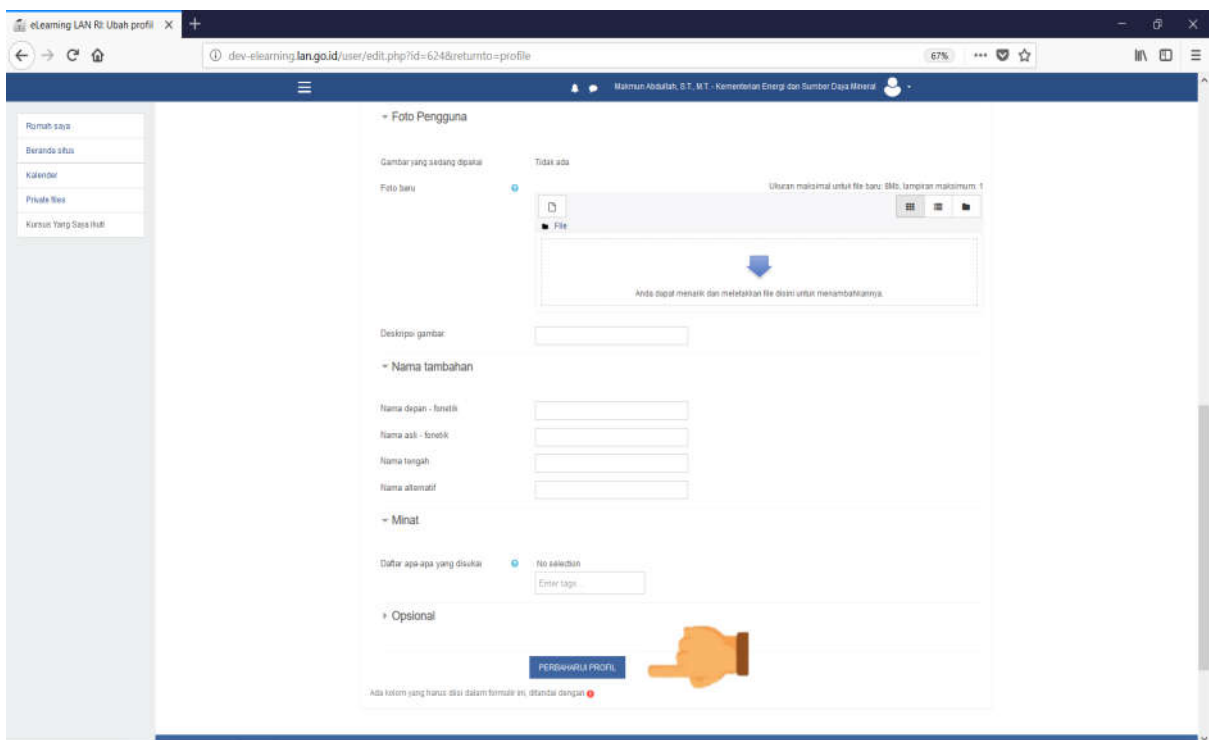 eLearning LAN RI: Ubah profil
dev-elearning.lan.go.id/user/edit.php?id=624&returnto=profile
67%
Makmun Abdullah, S.T., M.T. - Kementerian Energi dan Sumber Daya Mineral
Rumah saya
Beranda situs
Kalender
Private files
Kursus Yang Saya Ikuti
Foto Pengguna
Gambar yang sedang dipakai
Tidak ada
Foto baru
Ukuran maksimal untuk file baru: 8Mb, lampiran maksimum: 1
File
Anda dapat menarik dan meletakkan file disini untuk menambahkannya.
Deskripsi gambar
Nama tambahan
Nama depan - fonetik
Nama asli - fonetik
Nama tengah
Nama alternatif
Minat
Daftar apa-apa yang disukai
No selection
Enter tags...
Opsional
PERBAHARUI PROFIL
Ada kolom yang harus diisi dalam formulir ini, ditandai dengan